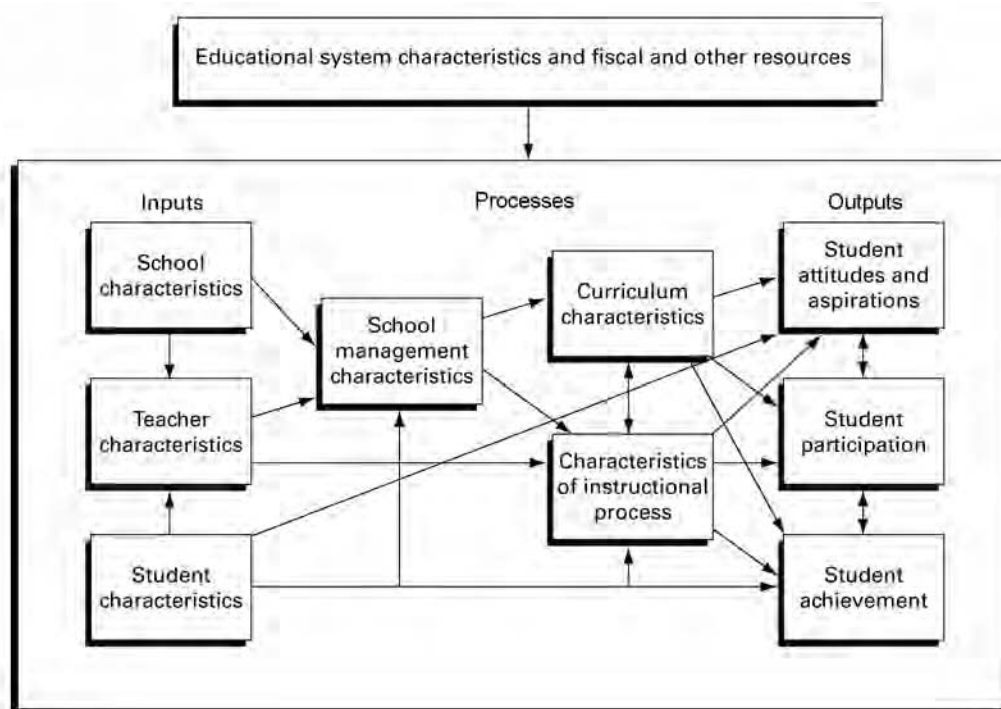 Educational system characteristics and fiscal and other resources
Inputs
Processes
Outputs
School
characteristics
Teacher
characteristics
Student
characteristics
School
management
characteristics
Curriculum
characteristics
Characteristics
of instructional
process
Student
attitudes and
aspirations
Student
participation
Student
achievement